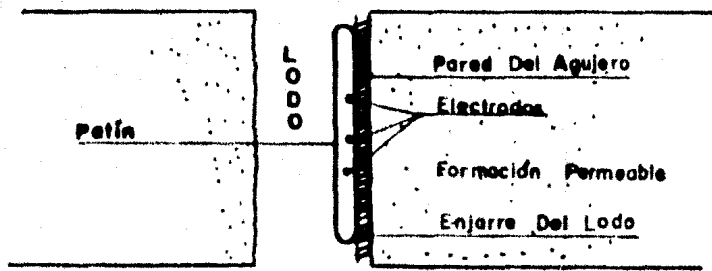 LODO
Pared Del Agujero
Electrodos
Patín
Formación Permeable
Enjarre Del Lodo